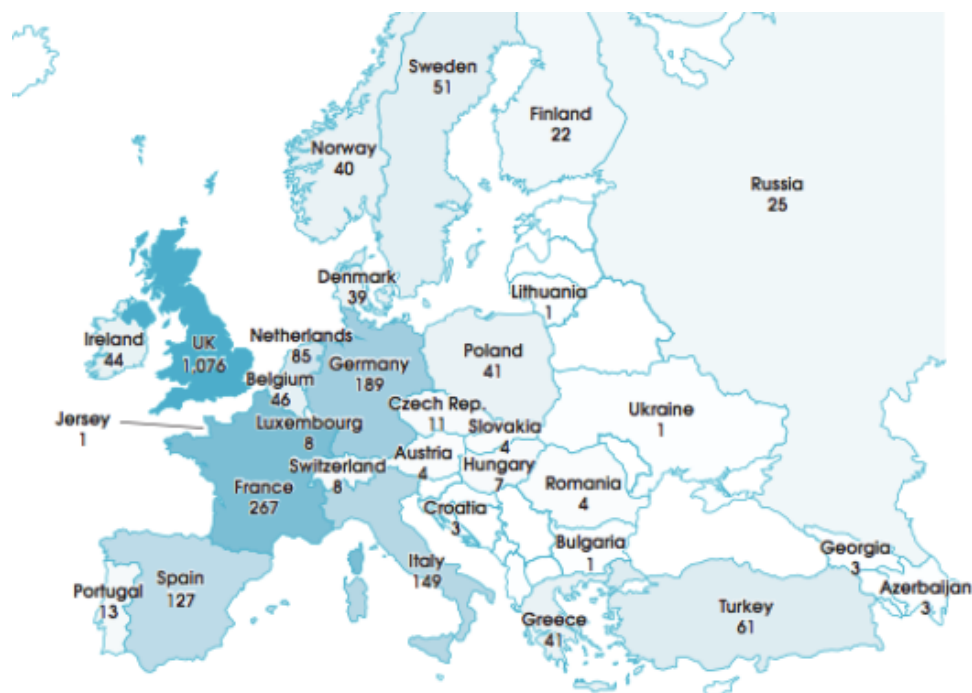 Sweden
51
Finland
22
Norway
40
Russia
25
Denmark
39
Lithuania
1
Ireland
44
UK
1,076
Netherlands
85
Germany
189
Poland
41
Belgium
46
Czech Rep.
11
Ukraine
1
Jersey
1
Luxembourg
8
Slovakia
4
Austria
4
Switzerland
8
Hungary
7
France
267
Romania
4
Croatia
3
Bulgaria
1
Georgia
3
Italy
149
Spain
127
Portugal
13
Azerbaijan
3
Greece
41
Turkey
61